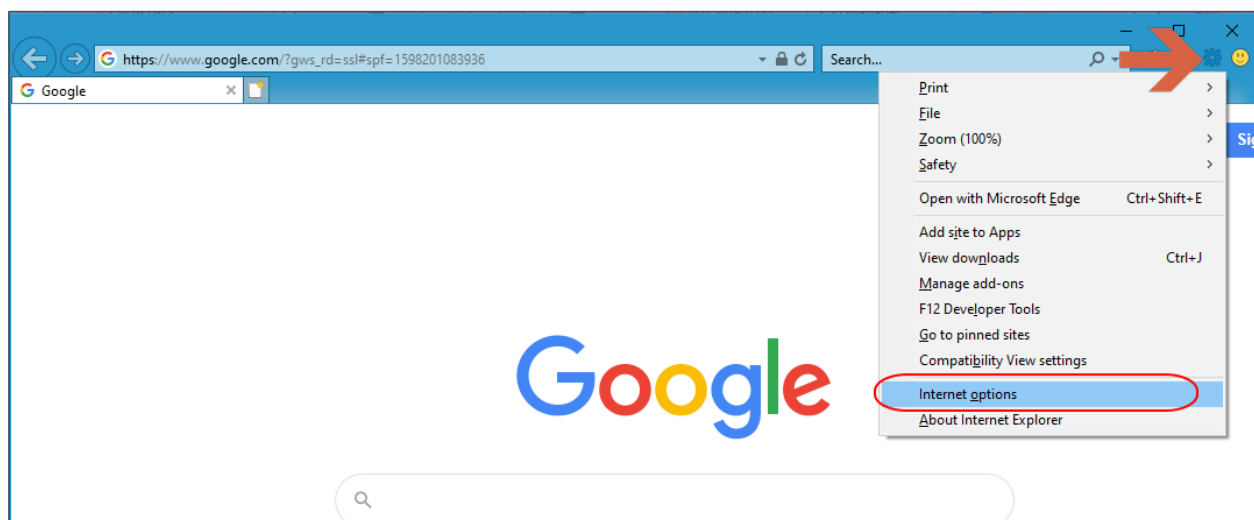 https://www.google.com/?gws_rd=ssl#spf=1598201083936
Search...
Google
Print
File
Zoom (100%)
Safety
Open with Microsoft Edge Ctrl+Shift+E
Add site to Apps
View downloads Ctrl+J
Manage add-ons
F12 Developer Tools
Go to pinned sites
Compatibility View settings
Internet options
About Internet Explorer
Google